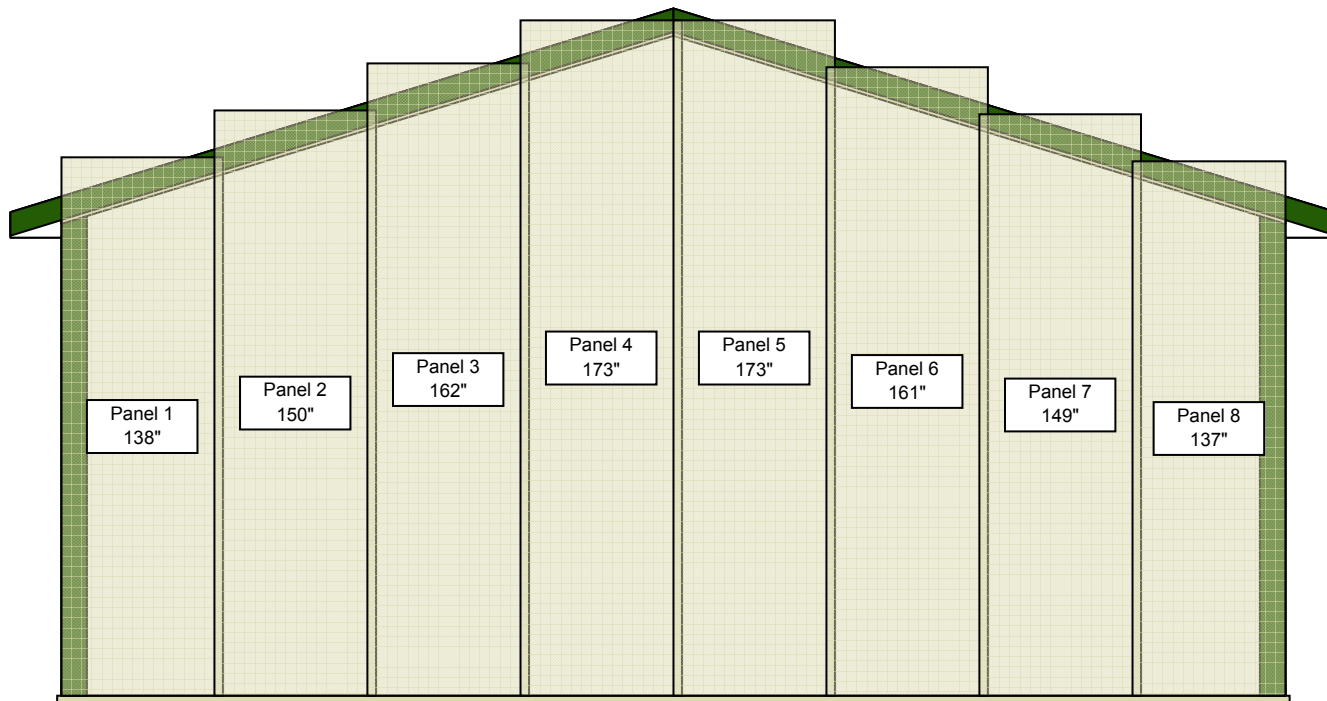 Panel 1
138"
Panel 2
150"
Panel 3
162"
Panel 4
173"
Panel 5
173"
Panel 6
161"
Panel 7
149"
Panel 8
137"